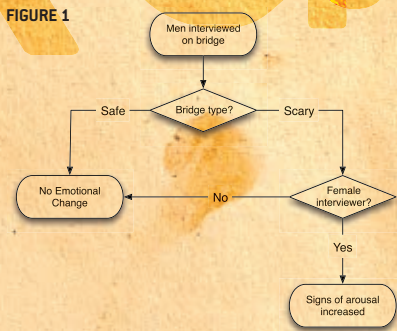 FIGURE 1
Men interviewed
on bridge
Bridge type?
Safe
Scary
No Emotional
Change
No
Female
interviewer?
Yes
Signs of arousal
increased